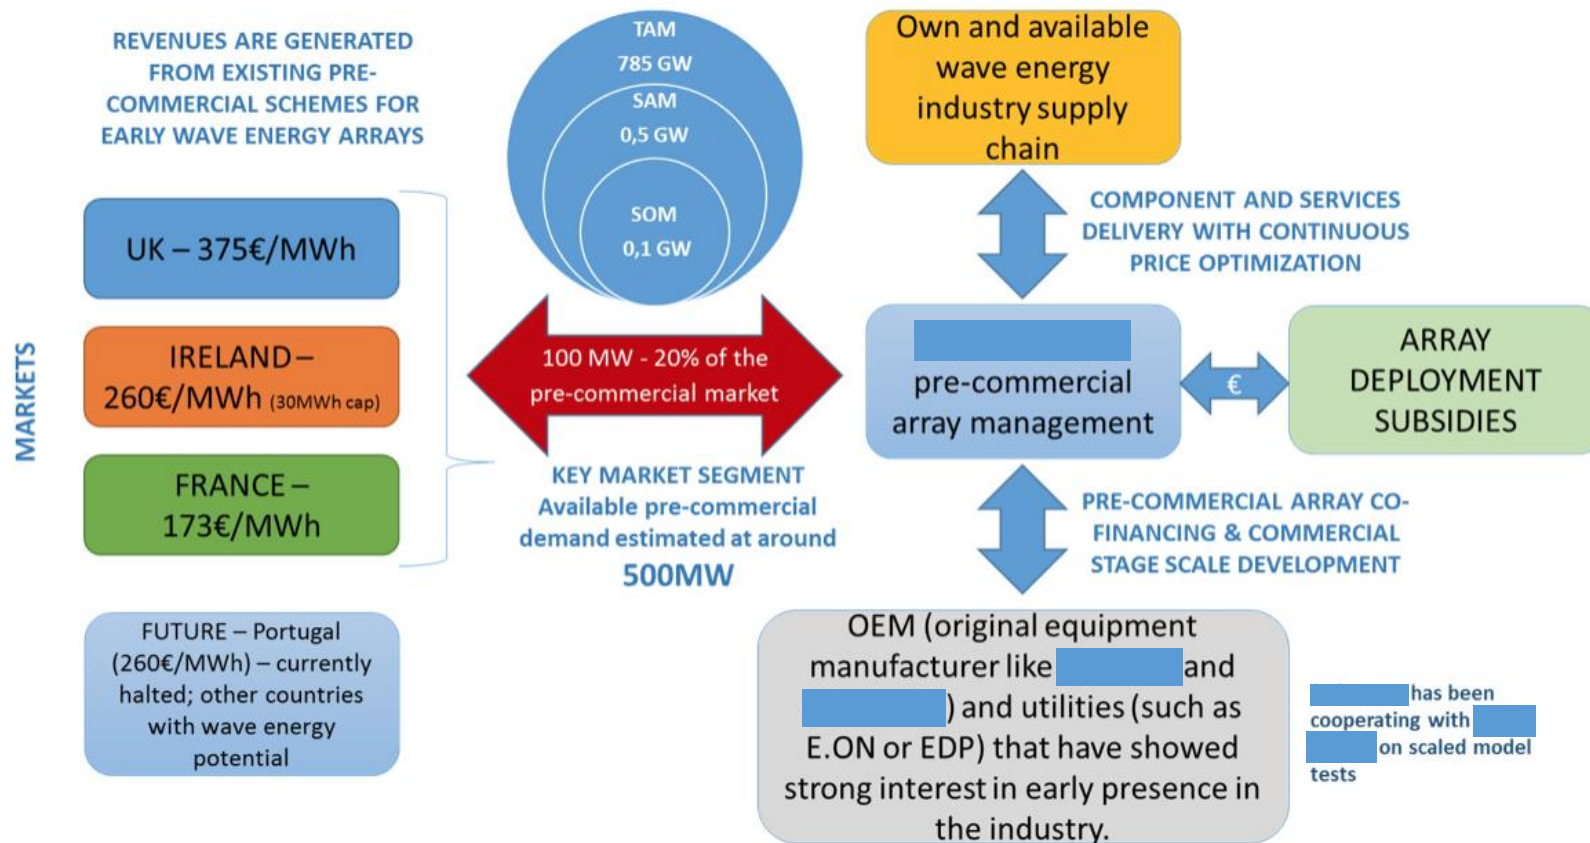 REVENUES ARE GENERATED
FROM EXISTING PRE-
COMMERCIAL SCHEMES FOR
EARLY WAVE ENERGY ARRAYS
MARKETS
UK – 375€/MWh
IRELAND –
260€/MWh (30MWh cap)
FRANCE –
173€/MWh
FUTURE – Portugal
(260€/MWh) – currently
halted; other countries
with wave energy
potential
TAM
785 GW
SAM
0,5 GW
SOM
0,1 GW
100 MW - 20% of the
pre-commercial market
KEY MARKET SEGMENT
Available pre-commercial
demand estimated at around
500MW
Own and available
wave energy
industry supply
chain
COMPONENT AND SERVICES
DELIVERY WITH CONTINUOUS
PRICE OPTIMIZATION
pre-commercial
array management
€
ARRAY
DEPLOYMENT
SUBSIDIES
PRE-COMMERCIAL ARRAY CO-
FINANCING & COMMERCIAL
STAGE SCALE DEVELOPMENT
OEM (original equipment
manufacturer like and
) and utilities (such as
E.ON or EDP) that have showed
strong interest in early presence in
the industry.
has been
cooperating with
on scaled model
tests